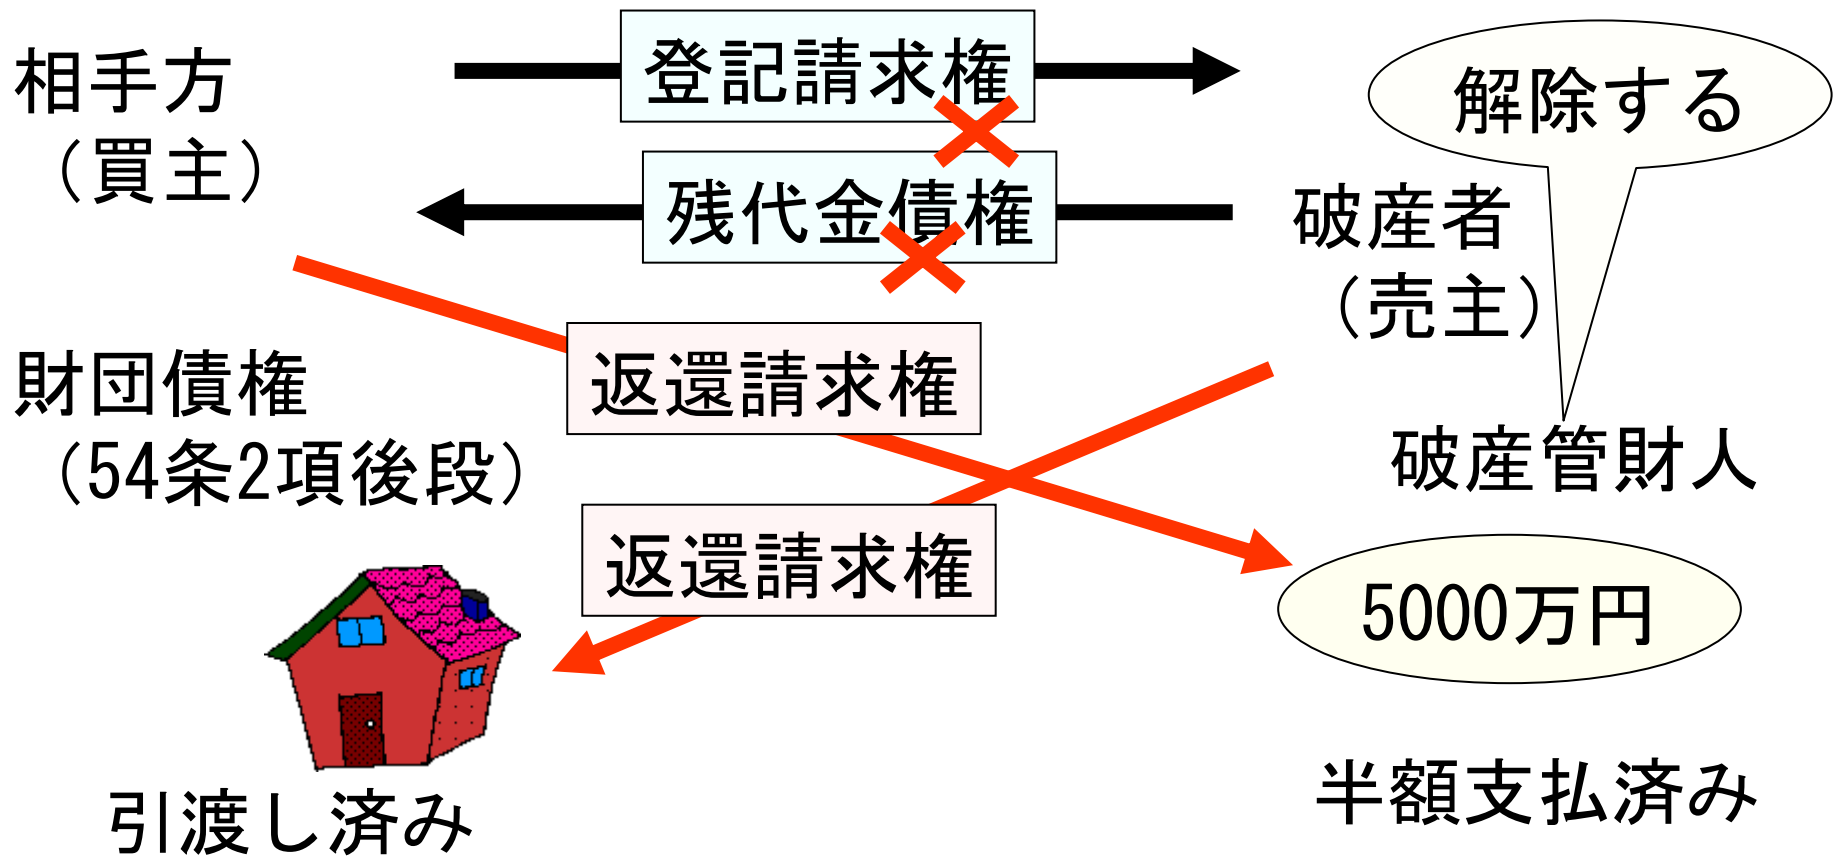 相手方
（買主）
登記請求権
残代金債権
解除する
破産者
（売主）
財団債権
（54条2項後段）
返還請求権
返還請求権
破産管財人
5000万円
引渡し済み
半額支払済み